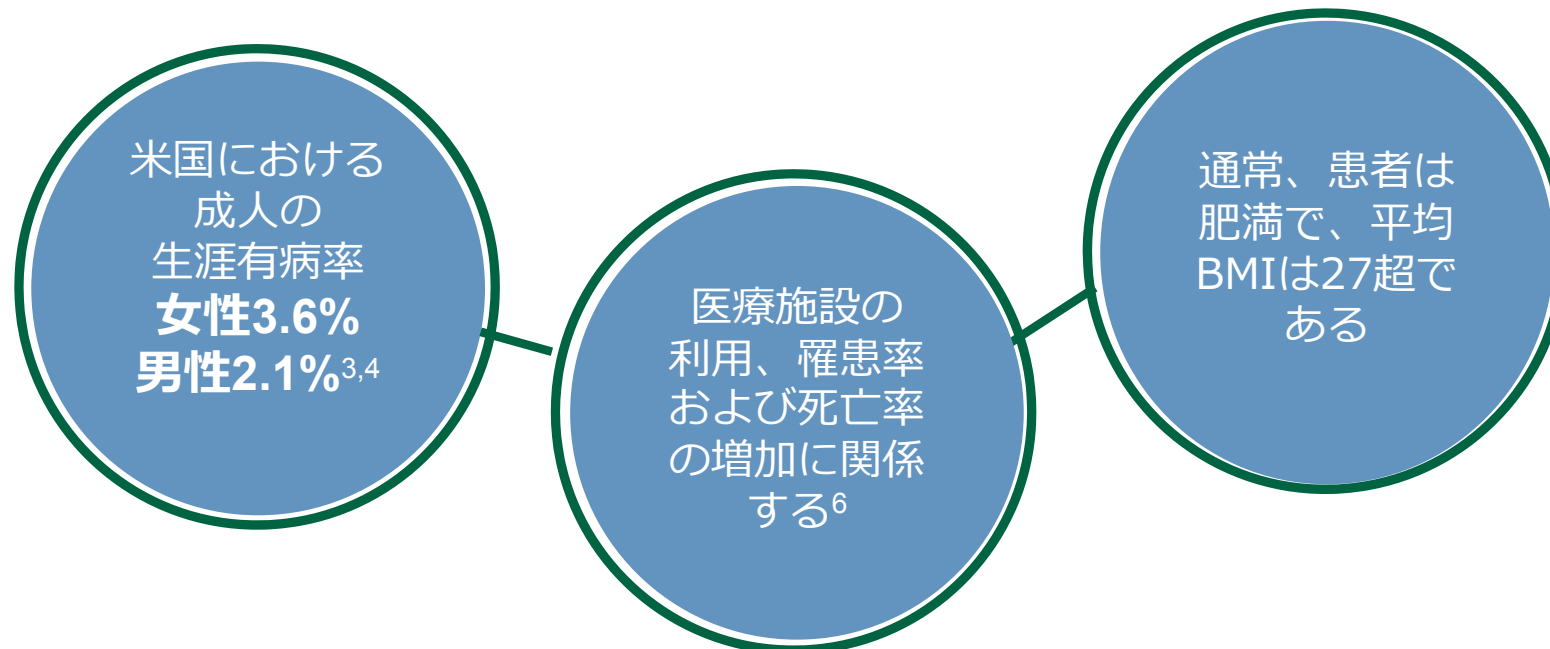 米国における
成人の
生涯有病率
女性3.6%
男性2.1%3,4
医療施設の
利用、罹患率
および死亡率
の増加に関係
する6
通常、患者は
肥満で、平均
BMIは27超で
ある